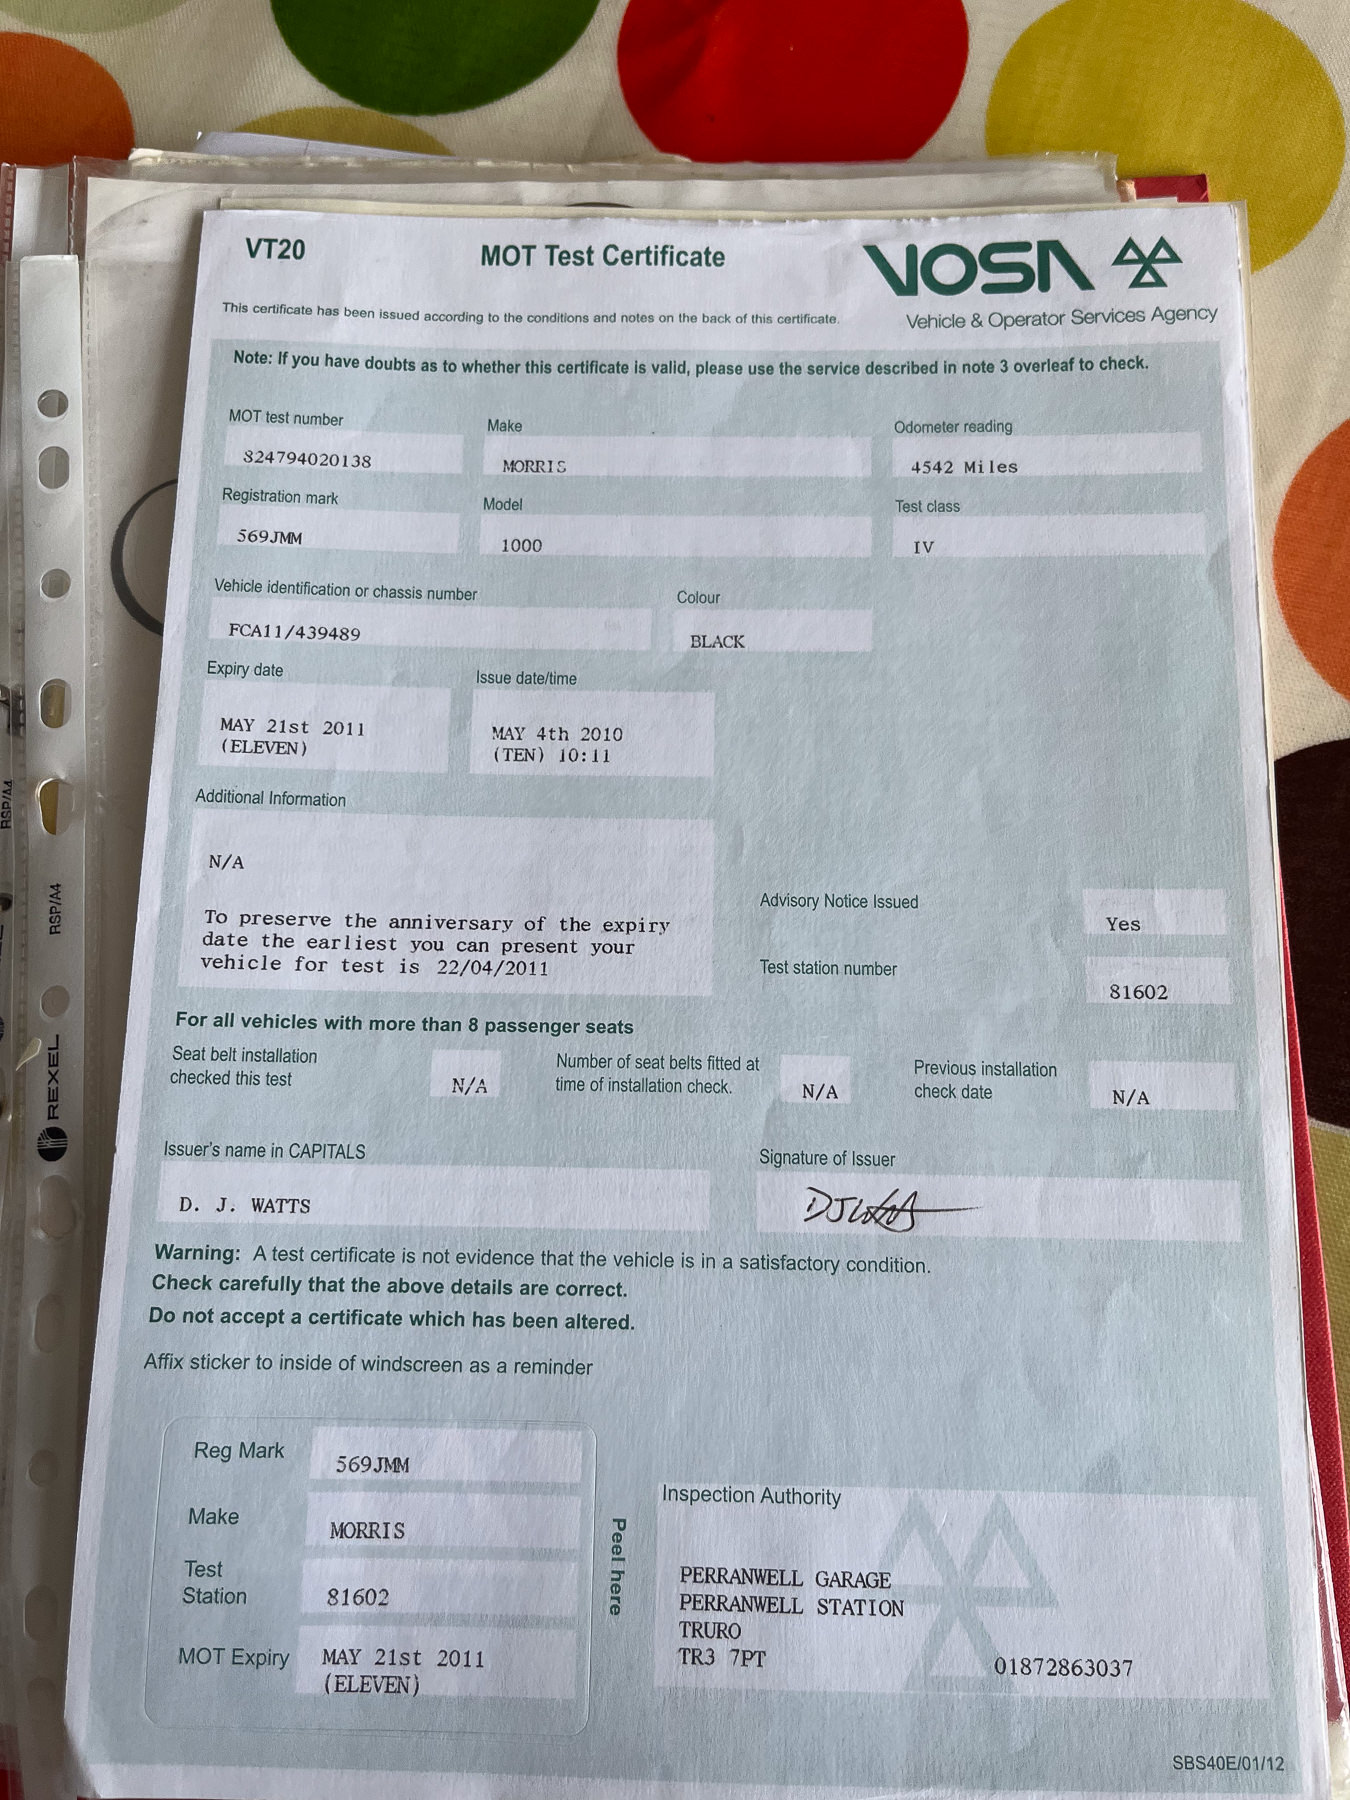 VT20
MOT Test Certificate
VOSA
Vehicle & Operator Services Agency
This certificate has been issued according to the conditions and notes on the back of this certificate.
Note: If you have doubts as to whether this certificate is valid, please use the service described in note 3 overleaf to check.
MOT test number
824794020138
Make
MORRIS
Odometer reading
4542 Miles
Registration mark
569JMM
Model
1000
Test class
IV
Vehicle identification or chassis number
FCA11/439489
Colour
BLACK
Expiry date
MAY 21st 2011
(ELEVEN)
Issue date/time
MAY 4th 2010
(TEN) 10:11
Additional Information
N/A
To preserve the anniversary of the expiry
date the earliest you can present your
vehicle for test is 22/04/2011
Advisory Notice Issued
Yes
Test station number
81602
For all vehicles with more than 8 passenger seats
Seat belt installation
checked this test
N/A
Number of seat belts fitted at
time of installation check.
N/A
Previous installation
check date
N/A
Issuer's name in CAPITALS
D. J. WATTS
Signature of Issuer
DJWatts
Warning: A test certificate is not evidence that the vehicle is in a satisfactory condition.
Check carefully that the above details are correct.
Do not accept a certificate which has been altered.
Affix sticker to inside of windscreen as a reminder
Reg Mark
569JMM
Make
MORRIS
Test
Station
81602
MOT Expiry
MAY 21st 2011
(ELEVEN)
Peel here
Inspection Authority
PERRANWELL GARAGE
PERRANWELL STATION
TRURO
TR3 7PT
01872863037
SBS40E/01/12
RSP/A4
RSP/A4
REXEL